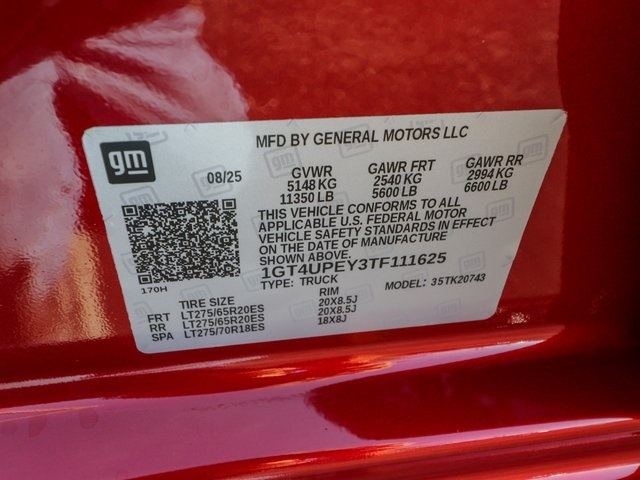 MFD BY GENERAL MOTORS LLC
gm
08/25
GVWR GAWR FRT GAWR RR
5148 KG 2540 KG 2994 KG
11350 LB 5600 LB 6600 LB
THIS VEHICLE CONFORMS TO ALL
APPLICABLE U.S. FEDERAL MOTOR
VEHICLE SAFETY STANDARDS IN EFFECT
ON THE DATE OF MANUFACTURE
SHOWN ABOVE.
1GT4UPEY3TF111625
170H
TYPE: TRUCK MODEL: 35TK20743
TIRE SIZE RIM
FRT LT275/65R20ES 20X8.5J
RR LT275/65R20ES 20X8.5J
SPA LT275/70R18ES 18X8J